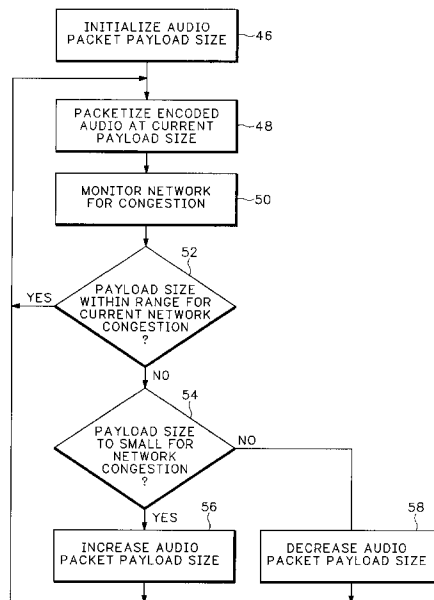 INITIALIZE AUDIO
PACKET PAYLOAD SIZE
46
PACKETIZE ENCODED
AUDIO AT CURRENT
PAYLOAD SIZE
48
MONITOR NETWORK
FOR CONGESTION
50
52
YES
PAYLOAD SIZE
WITHIN RANGE FOR
CURRENT NETWORK
CONGESTION
?
NO
54
PAYLOAD SIZE
TO SMALL FOR
NETWORK
CONGESTION
?
NO
YES
56
58
INCREASE AUDIO
PACKET PAYLOAD SIZE
DECREASE AUDIO
PACKET PAYLOAD SIZE